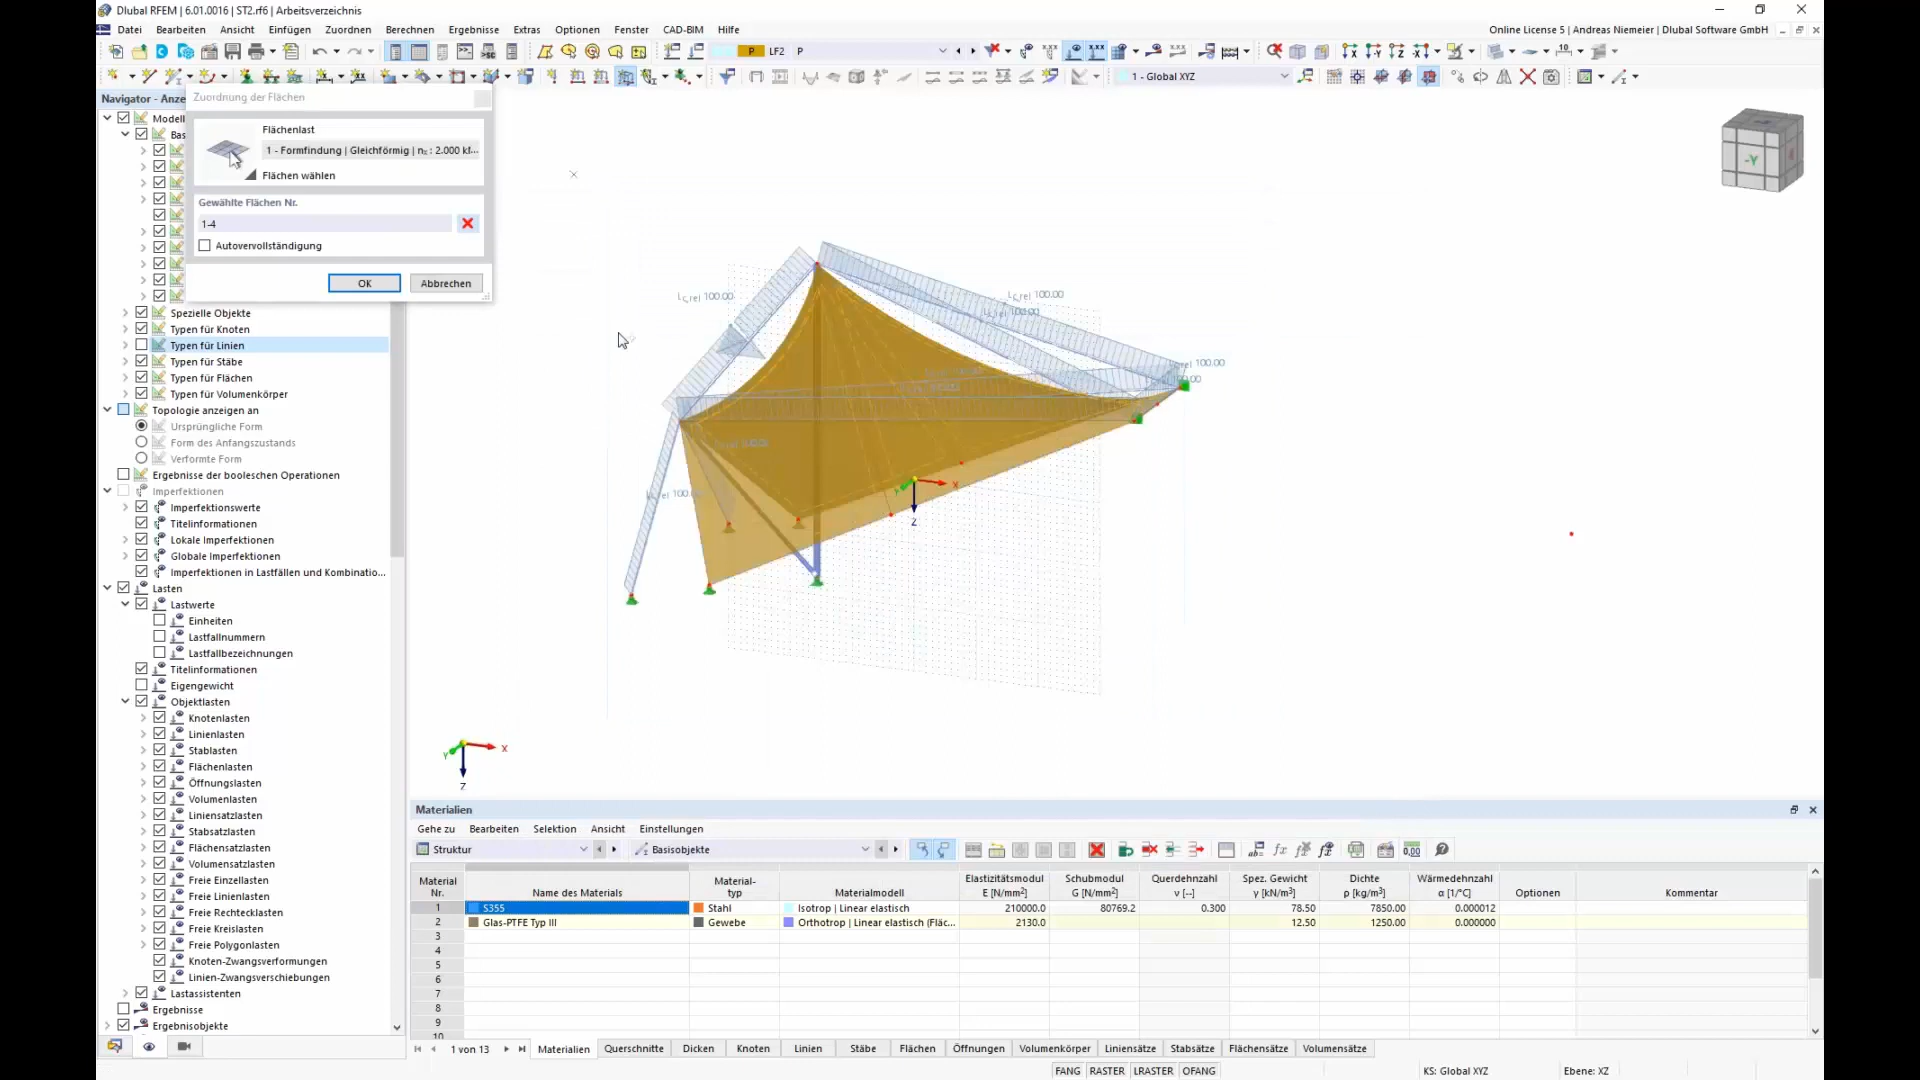 Dlubal RFEM | 6.01.0016 | ST2.rf6 | Arbeitsverzeichnis
Datei Bearbeiten Ansicht Einfügen Zuordnen Berechnen Ergebnisse Extras Optionen Fenster CAD-BIM Hilfe
Online License 5 | Andreas Niemeier | Dlubal Software GmbH
P LF2 P
1 - Global XYZ
Navigator - Anze
Zuordnung der Flächen
Flächenlast
1 - Formfindung | Gleichförmig | nₓ : 2.000 kN...
Flächen wählen
Gewählte Flächen Nr.
1-4
Autovervollständigung
OK Abbrechen
Modell
Bas
Spezielle Objekte
Typen für Knoten
Typen für Linien
Typen für Stäbe
Typen für Flächen
Typen für Volumenkörper
Topologie anzeigen an
Ursprüngliche Form
Form des Anfangszustands
Verformte Form
Ergebnisse der booleschen Operationen
Imperfektionen
Imperfektionswerte
Titelinformationen
Lokale Imperfektionen
Globale Imperfektionen
Imperfektionen in Lastfällen und Kombinatio...
Lasten
Lastwerte
Einheiten
Lastfallnummern
Lastfallbezeichnungen
Titelinformationen
Eigengewicht
Objektlasten
Knotenlasten
Linienlasten
Stablasten
Flächenlasten
Öffnungslasten
Volumenlasten
Liniensatzlasten
Stabsatzlasten
Flächensatzlasten
Volumensatzlasten
Freie Einzellasten
Freie Linienlasten
Freie Rechtecklasten
Freie Kreislasten
Freie Polygonlasten
Knoten-Zwangsverformungen
Linien-Zwangsverschiebungen
Lastassistenten
Ergebnisse
Ergebnisobjekte
-Y
Lc,rel 100.00
Lc,rel 100.00
X
Y
Z
X
Y
Z
Materialien
Gehe zu Bearbeiten Selektion Ansicht Einstellungen
Struktur Basisobjekte
Material Nr. Name des Materials Material-typ Materialmodell Elastizitätsmodul E [N/mm²] Schubmodul G [N/mm²] Querdehnzahl ν [--] Spez. Gewicht γ [kN/m³] Dichte ρ [kg/m³] Wärmedehnzahl α [1/°C] Optionen Kommentar
1 S355 Stahl Isotrop | Linear elastisch 210000.0 80769.2 0.300 78.50 7850.00 0.000012
2 Glas-PTFE Typ III Gewebe Orthotrop | Linear elastisch (Fläc... 2130.0 12.50 1250.00 0.000000
3
4
5
6
7
8
9
10
1 von 13 Materialien Querschnitte Dicken Knoten Linien Stäbe Flächen Öffnungen Volumenkörper Liniensätze Stabsätze Flächensätze Volumensätze
FANG RASTER LRASTER OFANG KS: Global XYZ Ebene: XZ